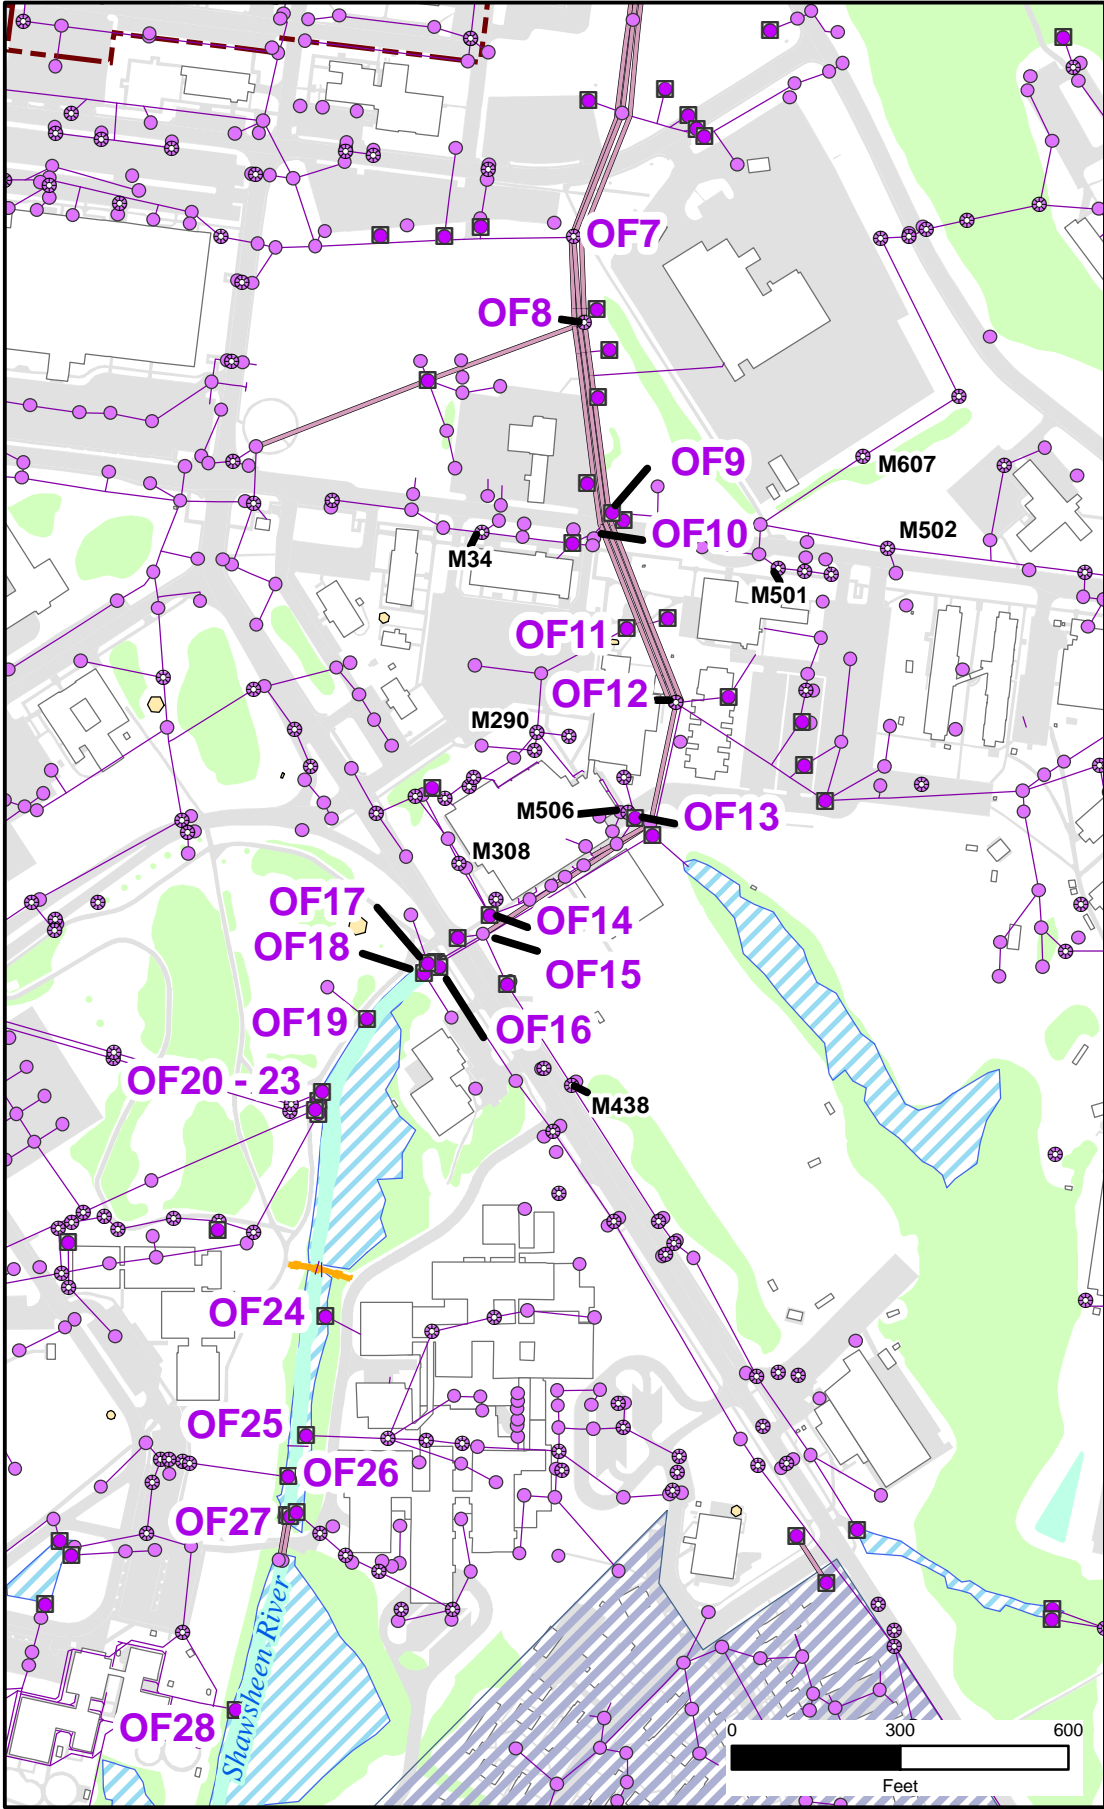 OF7
OF8
OF9
M607
OF10
M502
M34
M501
OF11
OF12
M290
M506
OF13
M308
OF17
OF14
OF18
OF15
OF19
OF16
OF20 - 23
M438
OF24
OF25
OF26
OF27
Shawsheen River
OF28
0 300 600
Feet